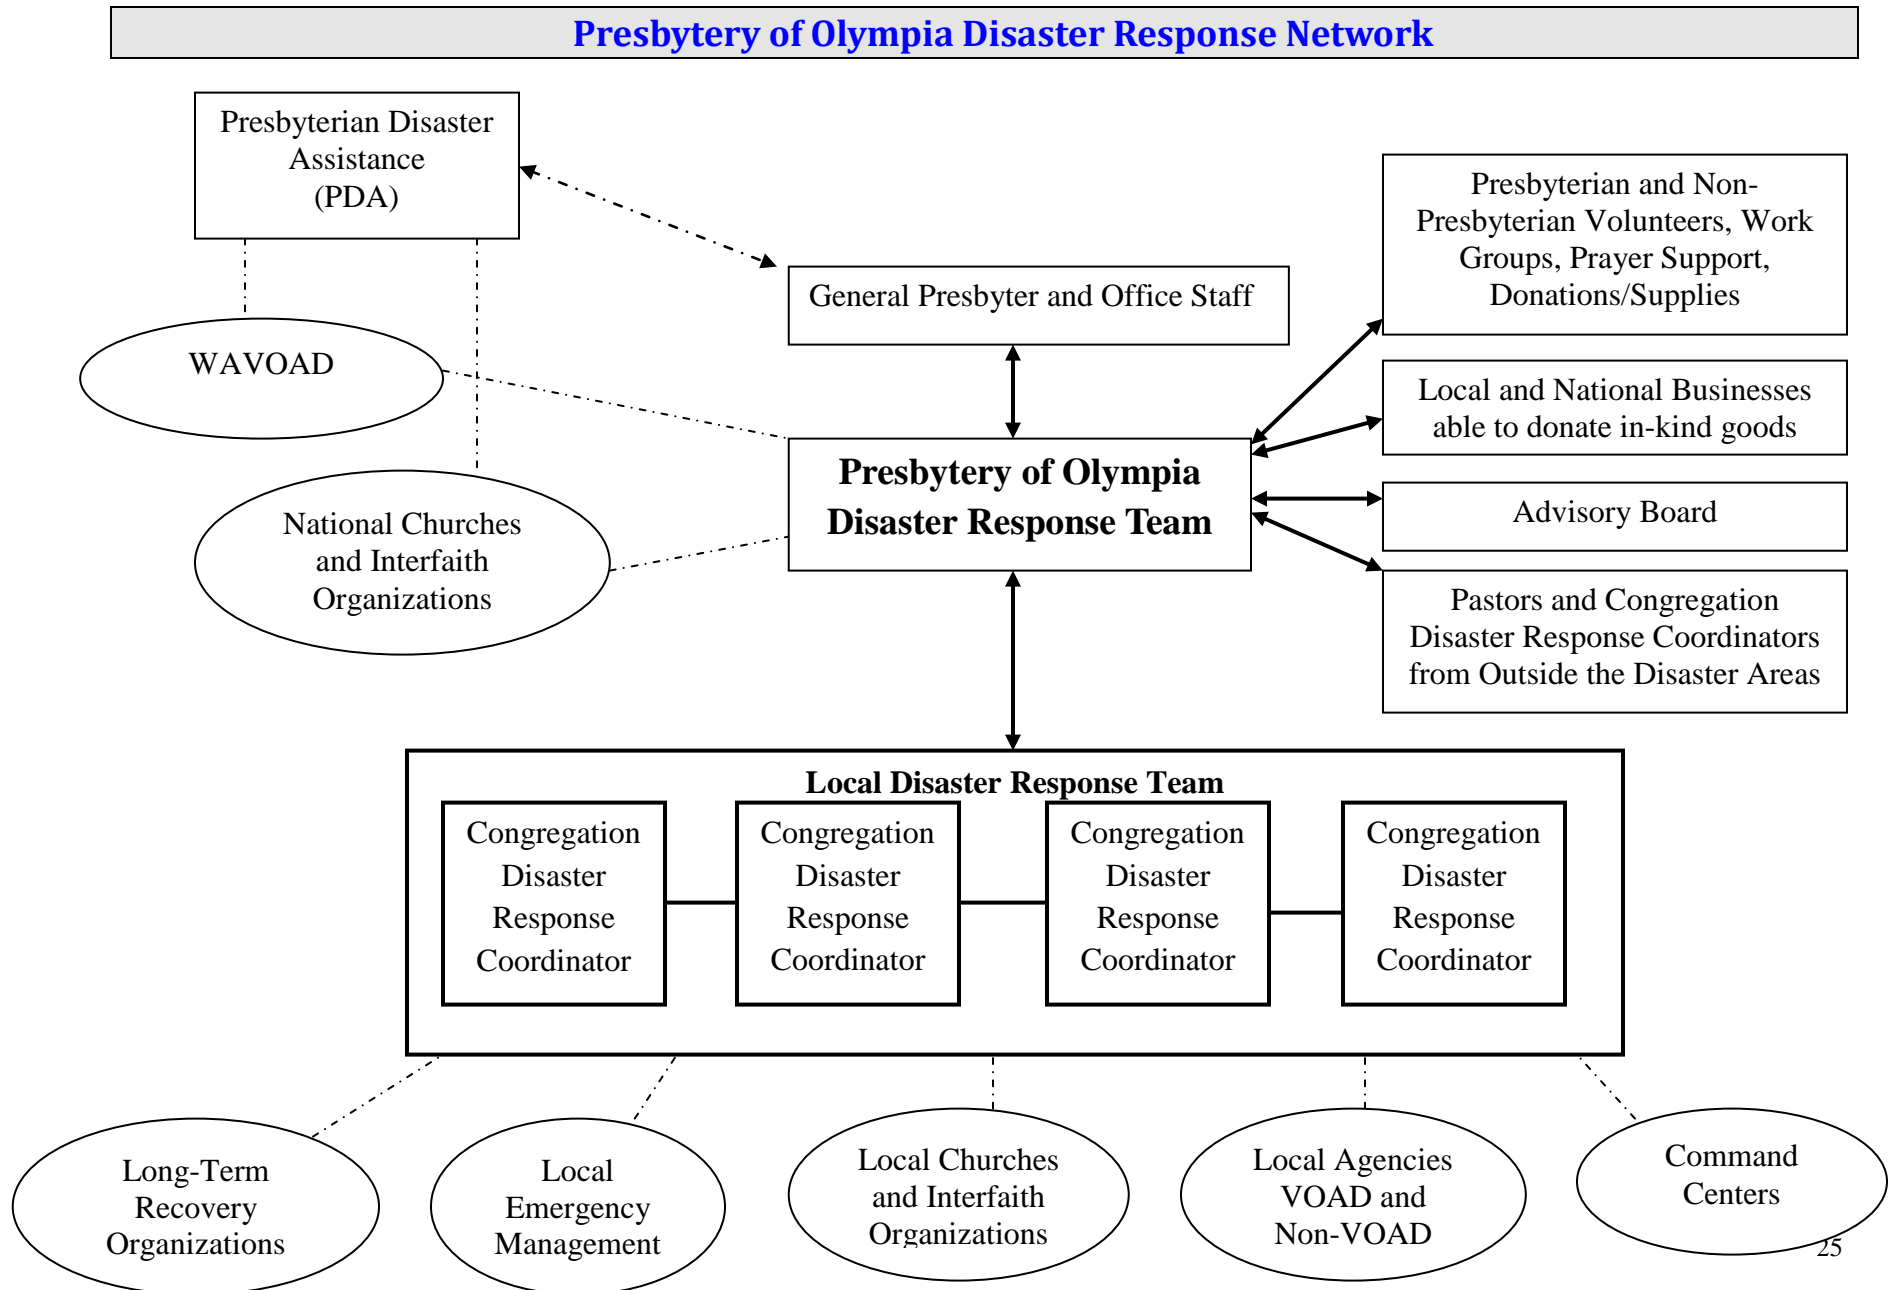 Presbytery of Olympia Disaster Response Network
Presbyterian Disaster
Assistance
(PDA)
Presbyterian and Non-
Presbyterian Volunteers, Work
Groups, Prayer Support,
Donations/Supplies
General Presbyter and Office Staff
WAVOAD
Local and National Businesses
able to donate in-kind goods
Presbytery of Olympia
Disaster Response Team
National Churches
and Interfaith
Organizations
Advisory Board
Pastors and Congregation
Disaster Response Coordinators
from Outside the Disaster Areas
Local Disaster Response Team
Congregation
Disaster
Response
Coordinator
Congregation
Disaster
Response
Coordinator
Congregation
Disaster
Response
Coordinator
Congregation
Disaster
Response
Coordinator
Long-Term
Recovery
Organizations
Local
Emergency
Management
Local Churches
and Interfaith
Organizations
Local Agencies
VOAD and
Non-VOAD
Command
Centers
25